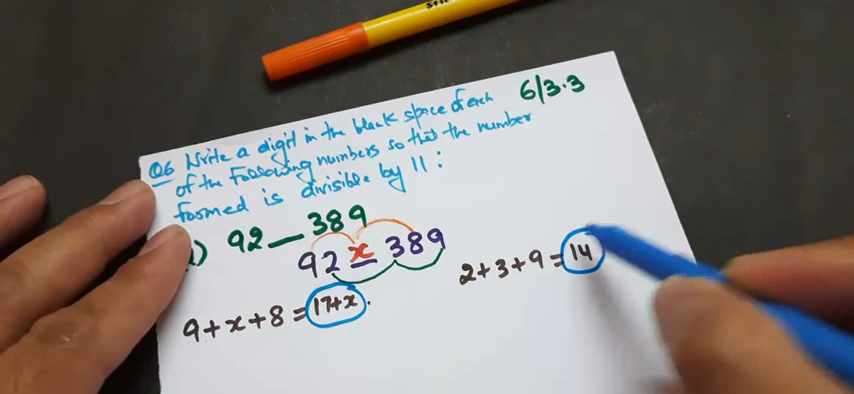 Q6 Write a digit in the blank space of each 6/3.3
of the following numbers so that the number
formed is divisible by 11:
a) 92 __ 389
92 x 389
9+x+8 = 17+x.
2+3+9 = 14